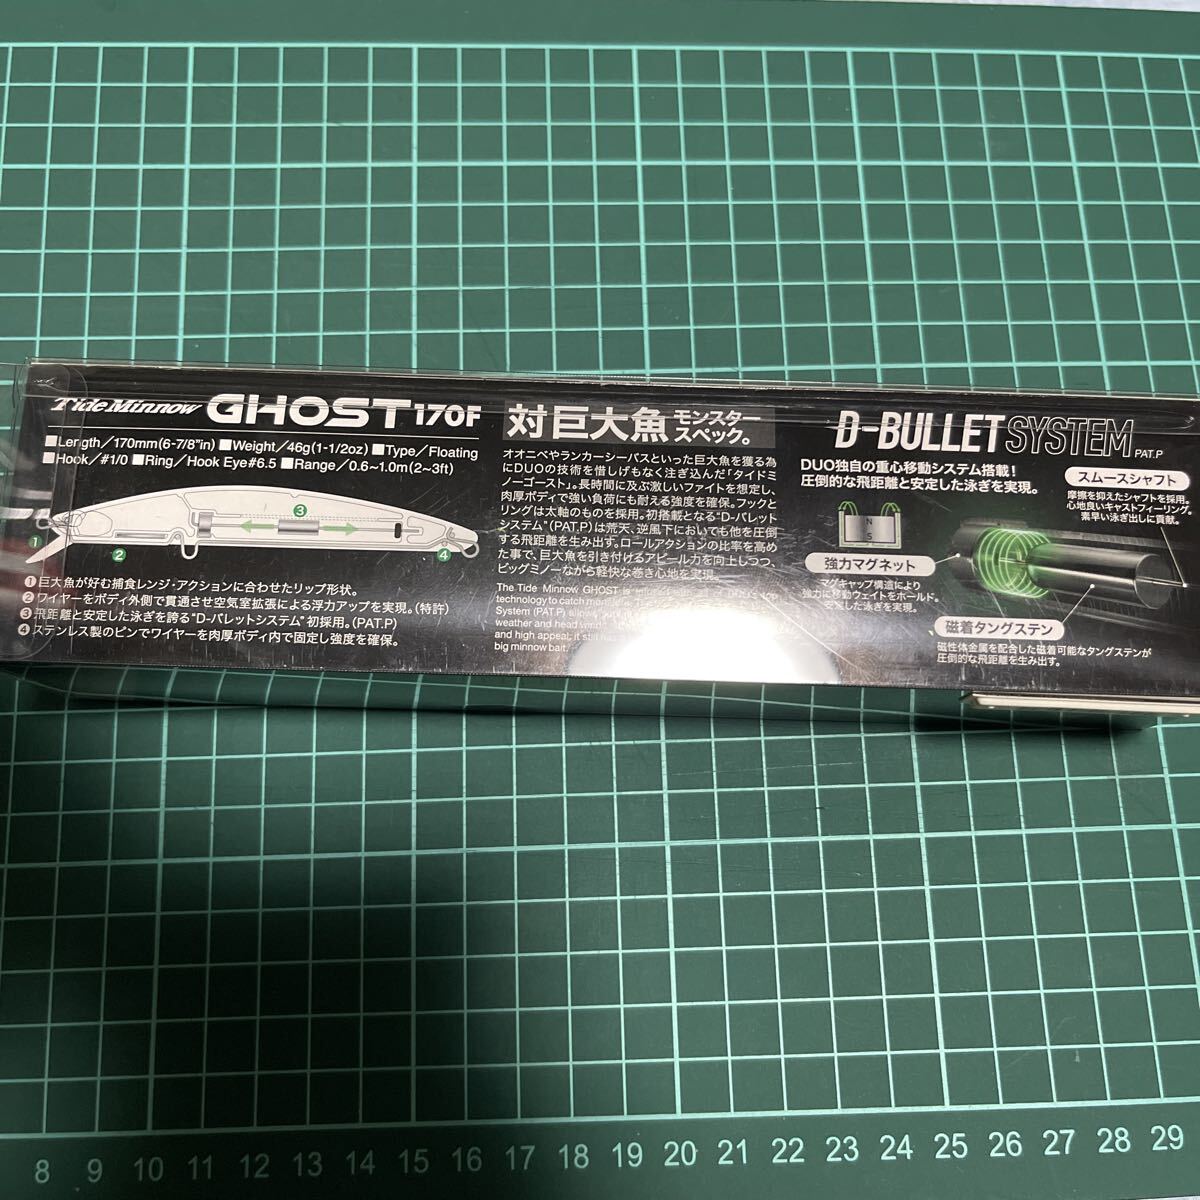 Tide Minnow GHOST 170F
■Length/170mm(6-7/8"in) ■Weight/46g(1-1/2oz) ■Type/Floating
■Hook/#1/0 ■Ring/Hook Eye#6.5 ■Range/0.6~1.0m(2~3ft)
3
1
2
4
❶巨大魚が好む捕食レンジ・アクションに合わせたリップ形状。
❷ワイヤーをボディ外側で貫通させ空気室拡張による浮力アップを実現。(特許)
❸飛距離と安定した泳ぎを誇る"D-バレットシステム"初採用。(PAT.P)
❹ステンレス製のピンでワイヤーを肉厚ボディ内で固定し強度を確保。
対巨大魚 モンスター
スペック。
オオニベやランカーシーバスといった巨大魚を獲る為
にDUOの技術を惜しげもなく注ぎ込んだ「タイドミ
ノーゴースト」。長時間に及ぶ激しいファイトを想定し、
肉厚ボディで強い負荷にも耐える強度を確保。フックと
リングは太軸のものを採用。初搭載となる"D-バレット
システム"(PAT.P)は荒天、逆風下においても他を圧倒
する飛距離を生み出す。ロールアクションの比率を高め
た事で、巨大魚を引き付けるアピール力を向上しつつ、
ビッグミノーながら軽快な巻き心地を実現。
The Tide Minnow GHOST is
technology to catch
System (PAT.P)
weather and head wind
and high appeal, it still has
big minnow bait.
D-BULLET SYSTEM PAT.P
DUO独自の重心移動システム搭載!
圧倒的な飛距離と安定した泳ぎを実現。
スムースシャフト
摩擦を抑えたシャフトを採用。
心地良いキャストフィーリング。
素早い泳ぎ出しに貢献。
N
S
強力マグネット
マグキャップ構造により
強力に移動ウェイトをホールド。
安定した泳ぎを実現。
磁着タングステン
磁性体金属を配合した磁着可能なタングステンが
圧倒的な飛距離を生み出す。
8 9 10 11 12 13 14 15 16 17 18 19 20 21 22 23 24 25 26 27 28 29